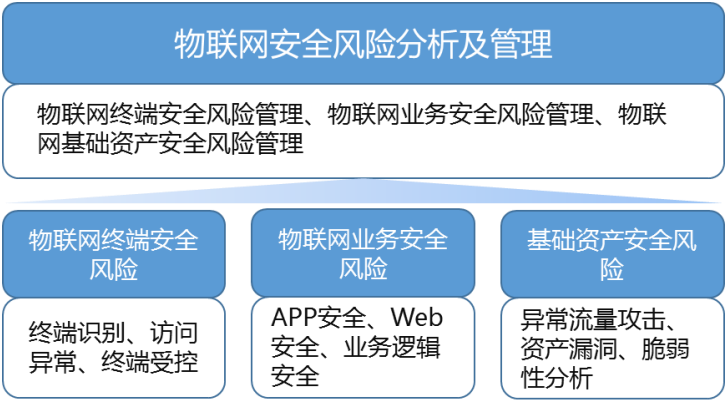 物联网安全风险分析及管理
物联网终端安全风险管理、物联网业务安全风险管理、物联
网基础资产安全风险管理
物联网终端安全
风险
终端识别、访问
异常、终端受控
物联网业务安全
风险
APP安全、Web
安全、业务逻辑
安全
基础资产安全风
险
异常流量攻击、
资产漏洞、脆弱
性分析